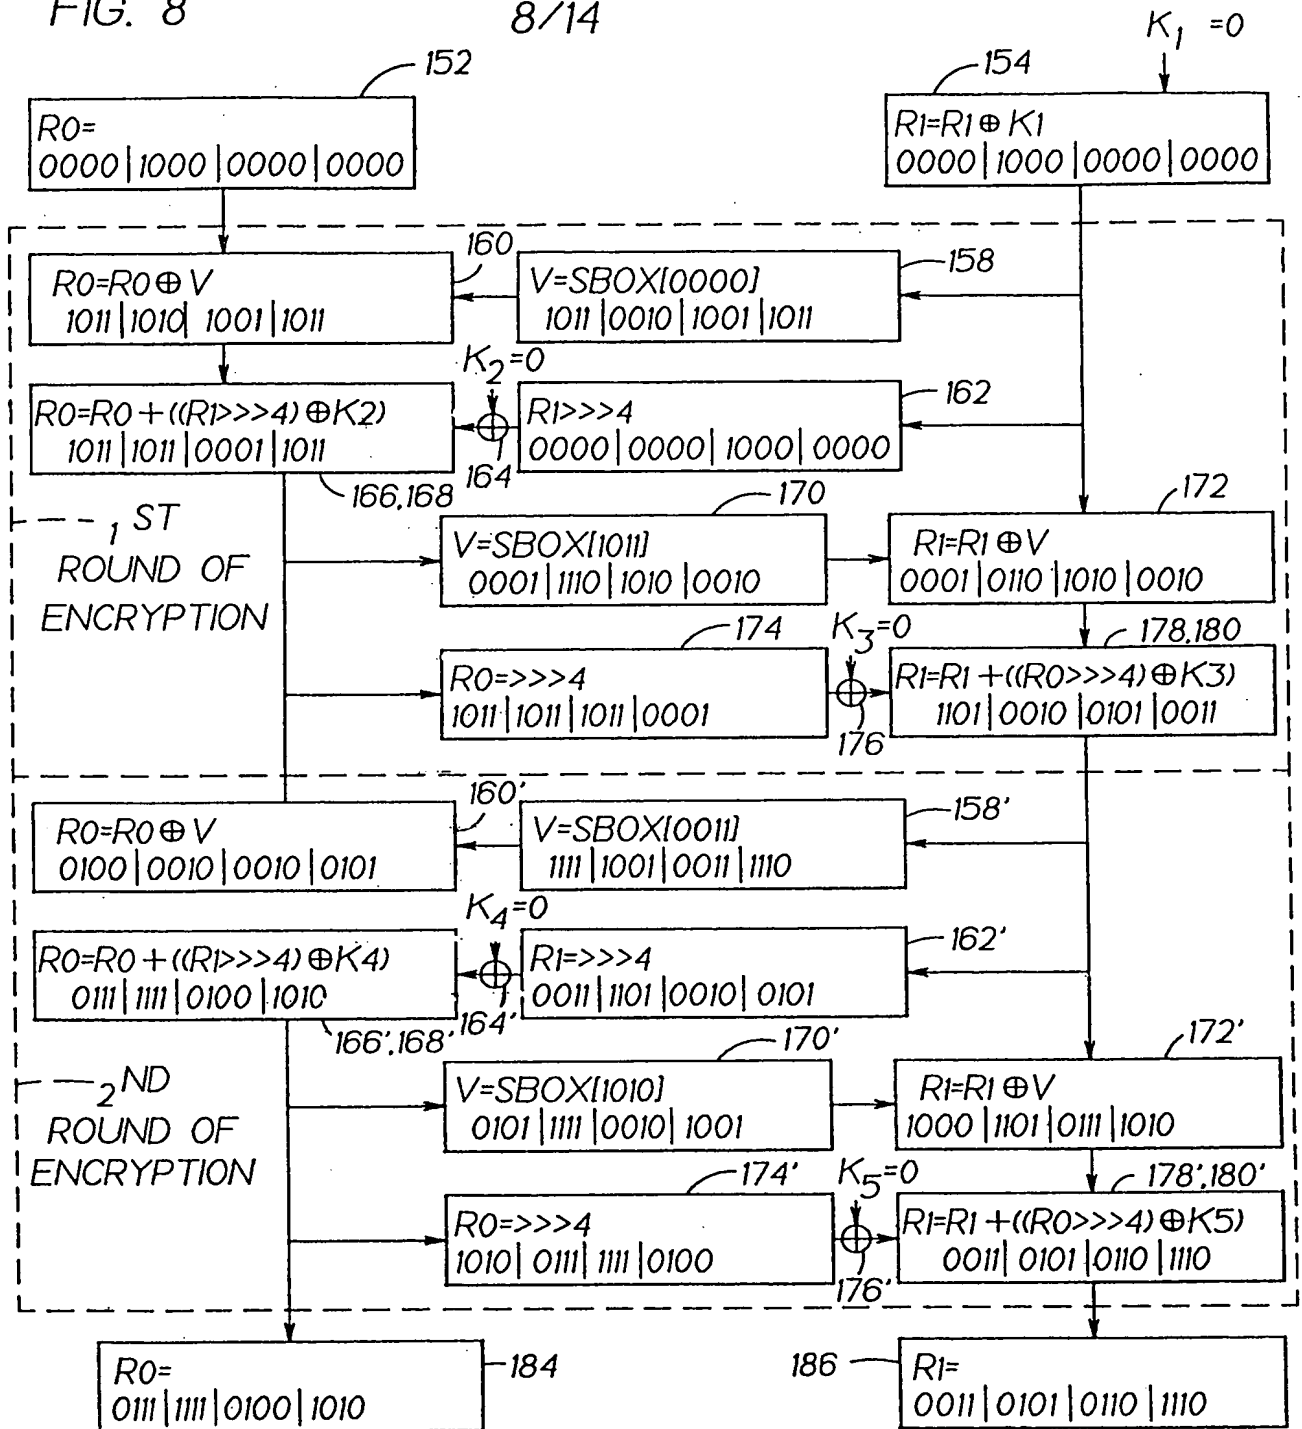 FIG. 8
8/14
K1 =0
152
154
R0=
0000|1000|0000|0000
R1=R1⊕K1
0000|1000|0000|0000
160
158
R0=R0⊕V
1011|1010|1001|1011
V=SBOX[0000]
1011|0010|1001|1011
K2=0
162
R0=R0+((R1>>>4)⊕K2)
1011|1011|0001|1011
R1>>>4
0000|0000|1000|0000
164
166,168
170
172
1 ST
ROUND OF
ENCRYPTION
V=SBOX[1011]
0001|1110|1010|0010
R1=R1⊕V
0001|0110|1010|0010
174
K3=0
178,180
R0=>>>4
1011|1011|1011|0001
R1=R1+((R0>>>4)⊕K3)
1101|0010|0101|0011
176
160'
158'
R0=R0⊕V
0100|0010|0010|0101
V=SBOX[0011]
1111|1001|0011|1110
K4=0
162'
R0=R0+((R1>>>4)⊕K4)
0111|1111|0100|1010
R1=>>>4
0011|1101|0010|0101
164'
166',168'
170'
172'
2 ND
ROUND OF
ENCRYPTION
V=SBOX[1010]
0101|1111|0010|1001
R1=R1⊕V
1000|1101|0111|1010
174'
K5=0
178',180'
R0=>>>4
1010|0111|1111|0100
R1=R1+((R0>>>4)⊕K5)
0011|0101|0110|1110
176'
R0=
0111|1111|0100|1010
184
186
R1=
0011|0101|0110|1110